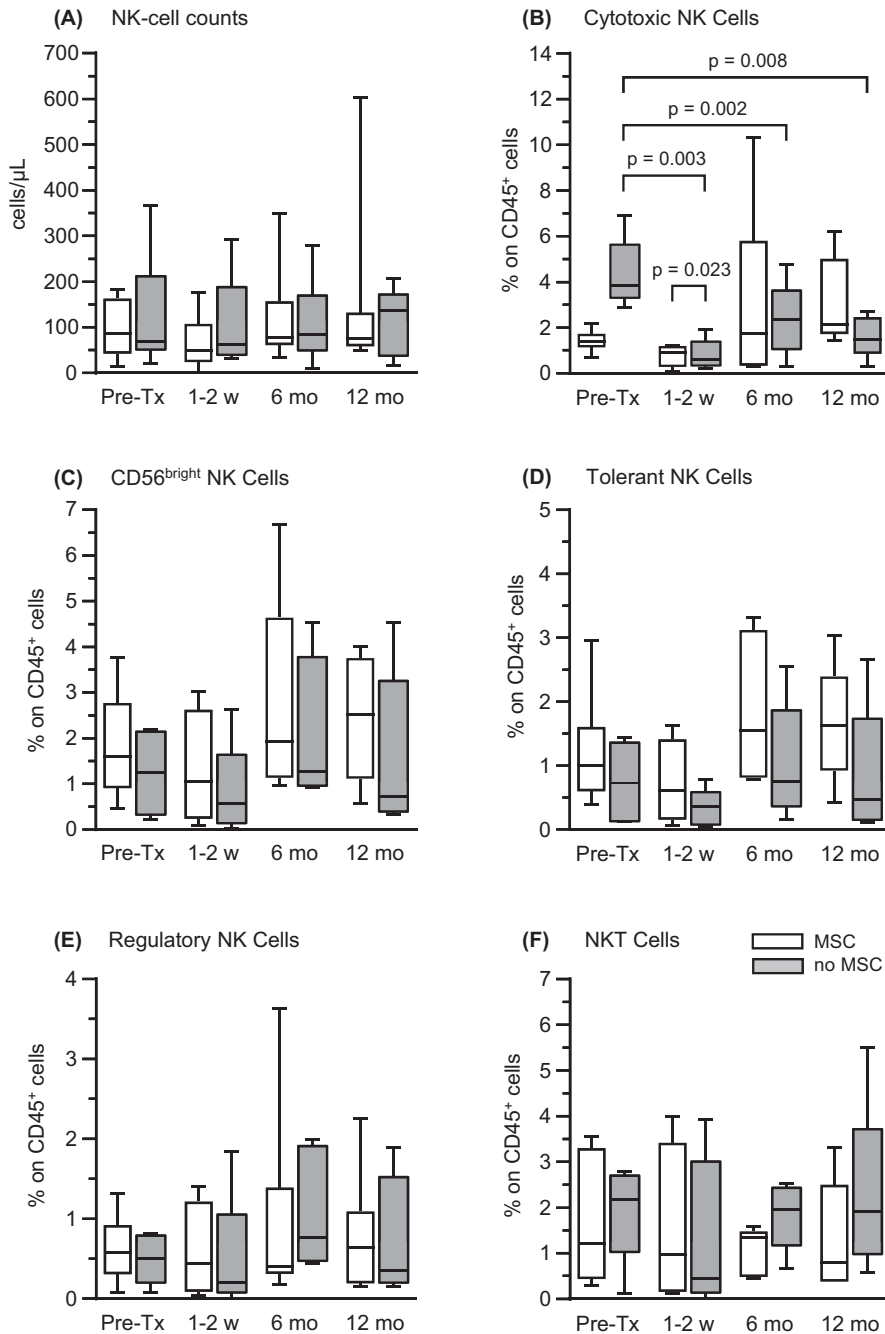 (A) NK-cell counts
700
600
500
400
300
200
100
0
cells/µL
Pre-Tx 1-2 w 6 mo 12 mo
(B) Cytotoxic NK Cells
14
12
10
8
6
4
2
0
% on CD45⁺ cells
p = 0.008
p = 0.002
p = 0.003
p = 0.023
Pre-Tx 1-2 w 6 mo 12 mo
(C) CD56ᵇʳⁱᵍʰᵗ NK Cells
7
6
5
4
3
2
1
0
% on CD45⁺ cells
Pre-Tx 1-2 w 6 mo 12 mo
(D) Tolerant NK Cells
5
4
3
2
1
0
% on CD45⁺ cells
Pre-Tx 1-2 w 6 mo 12 mo
(E) Regulatory NK Cells
4
3
2
1
0
% on CD45⁺ cells
Pre-Tx 1-2 w 6 mo 12 mo
(F) NKT Cells
MSC
no MSC
7
6
5
4
3
2
1
0
% on CD45⁺ cells
Pre-Tx 1-2 w 6 mo 12 mo